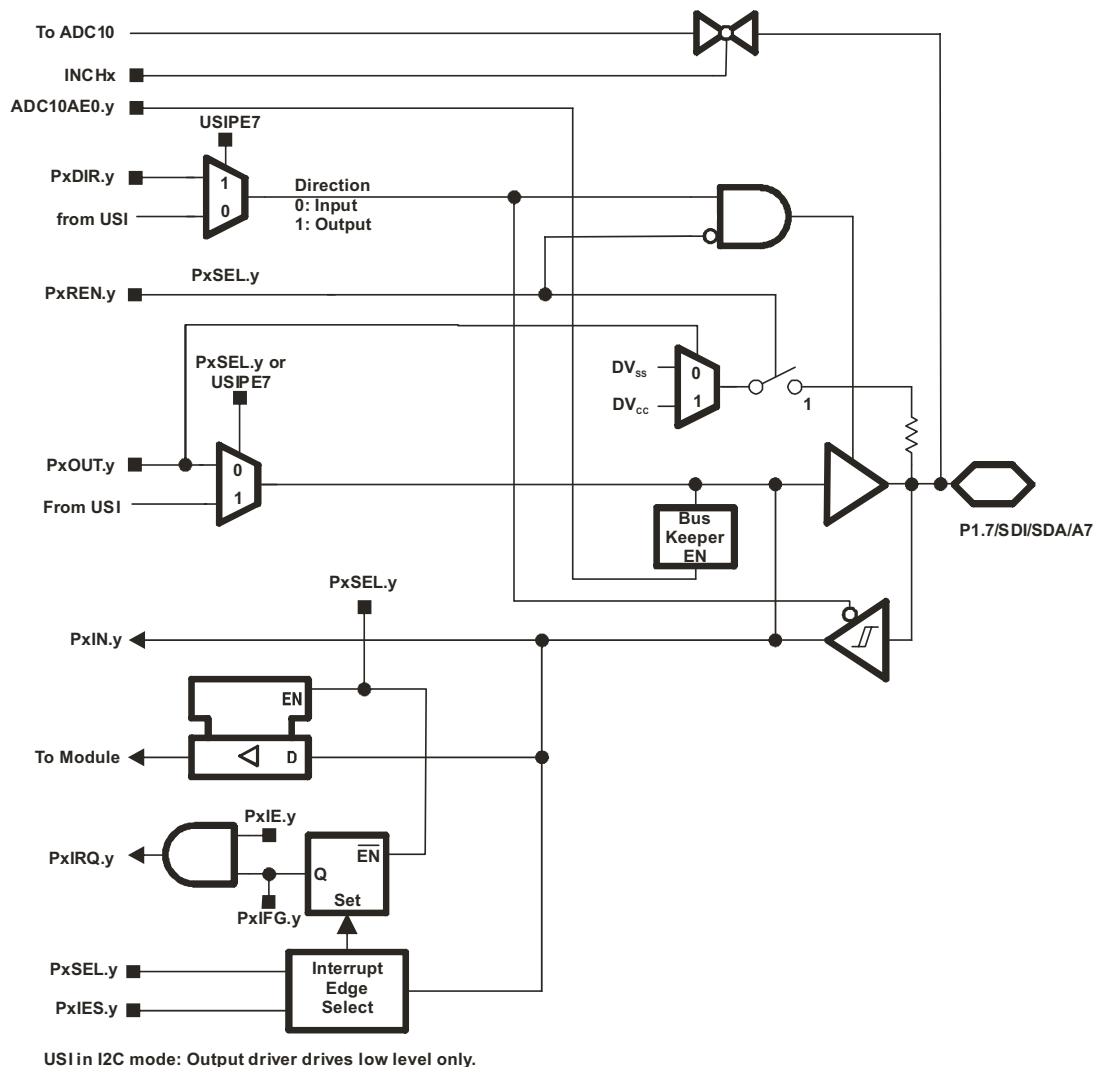 To ADC10
INCHx
ADC10AE0.y
USIPE7
PxDIR.y
1
from USI
0
Direction
0: Input
1: Output
PxSEL.y
PxREN.y
PxSEL.y or
USIPE7
DVSS
0
DVCC
1
1
PxOUT.y
0
From USI
1
Bus
Keeper
EN
P1.7/SDI/SDA/A7
PxSEL.y
PxIN.y
EN
To Module
D
PxIE.y
PxIRQ.y
EN
Q
Set
PxIFG.y
PxSEL.y
PxIES.y
Interrupt
Edge
Select
USI in I2C mode: Output driver drives low level only.